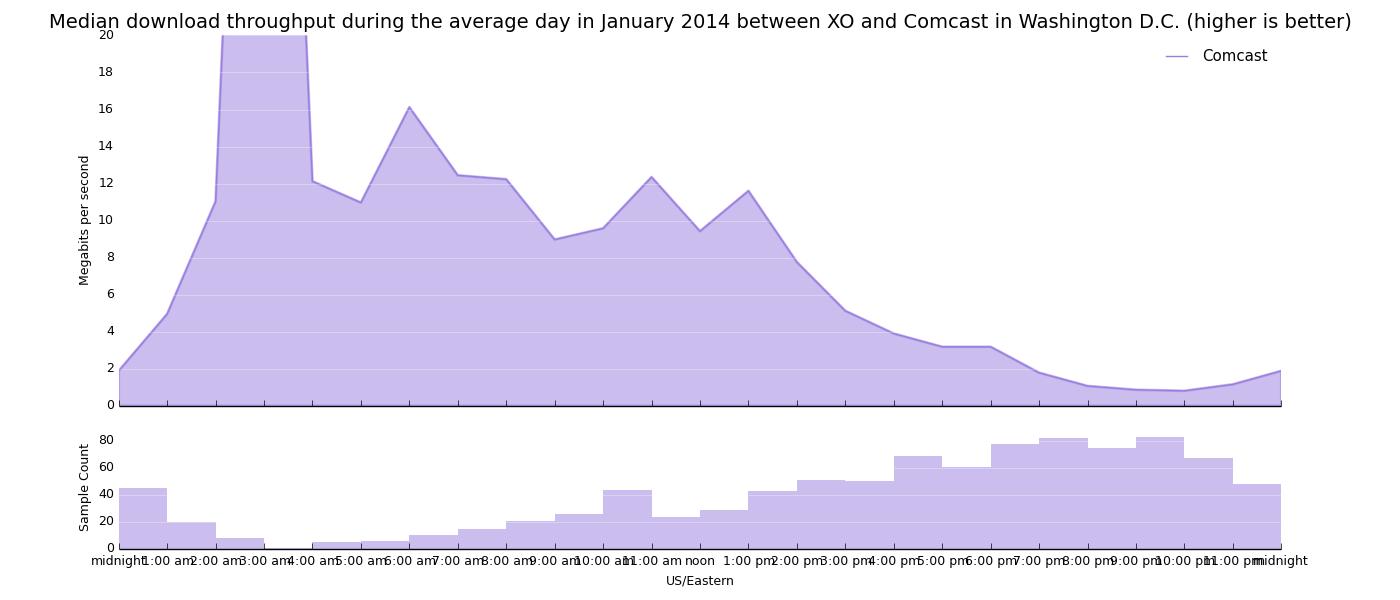 Median download throughput during the average day in January 2014 between XO and Comcast in Washington D.C. (higher is better)
Comcast
Megabits per second
20
18
16
14
12
10
8
6
4
2
0
Sample Count
80
60
40
20
0
midnight 1:00 am 2:00 am 3:00 am 4:00 am 5:00 am 6:00 am 7:00 am 8:00 am 9:00 am 10:00 am 11:00 am noon 1:00 pm 2:00 pm 3:00 pm 4:00 pm 5:00 pm 6:00 pm 7:00 pm 8:00 pm 9:00 pm 10:00 pm 11:00 pm midnight
US/Eastern